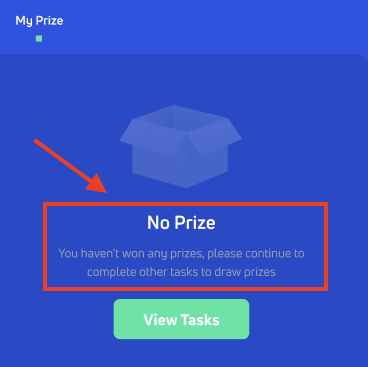 My Prize
No Prize
You haven't won any prizes, please continue to
complete other tasks to draw prizes
View Tasks